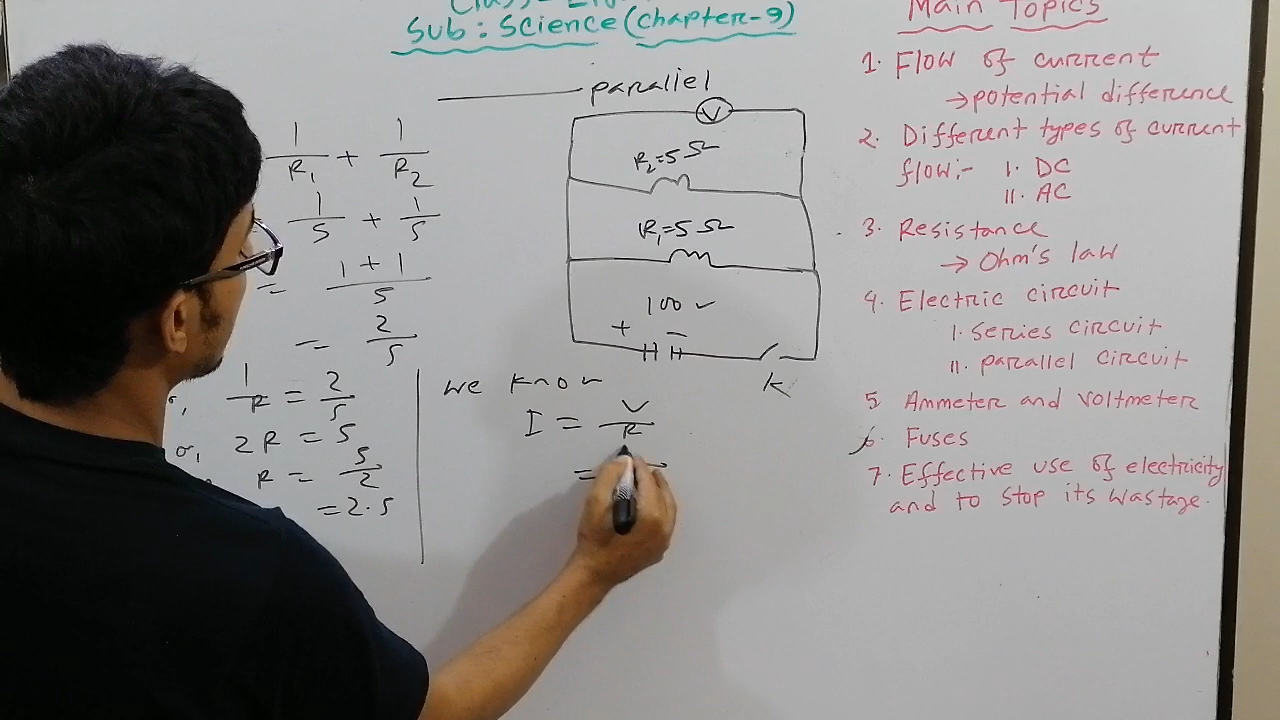 Sub : Science (chapter-9)
parallel
V
R₂=5 Ω
R₁=5 Ω
100 v
+ −
K
1/R₁ + 1/R₂
1/5 + 1/5
= 1+1/5
= 2/5
1/R = 2/5
or, 2R = 5
R = 5/2
= 2.5
we know
I = V/R
=
Main Topics
1. Flow of current
→ potential difference
2. Different types of current
flow:- I. DC
II. AC
3. Resistance
→ Ohm's law
4. Electric circuit
I. series circuit
II. parallel circuit
5 Ammeter and voltmeter
6. Fuses
7. Effective use of electricity
and to stop its wastage.